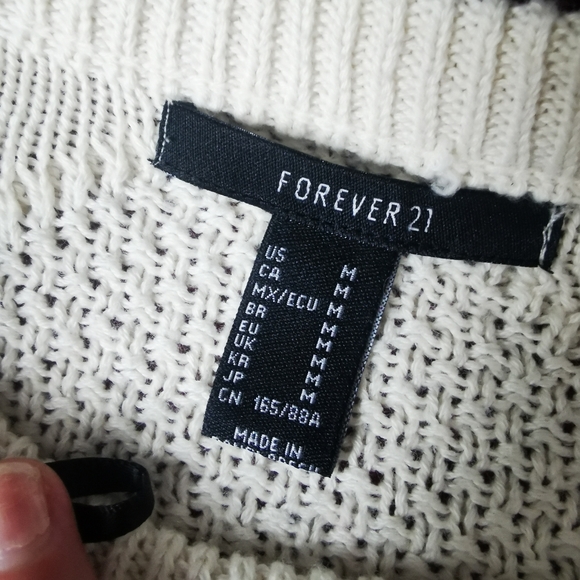 FOREVER 21
US M
CA M
MX/ECU M
BR M
EU M
UK M
KR M
JP M
CN 165/88A
MADE IN